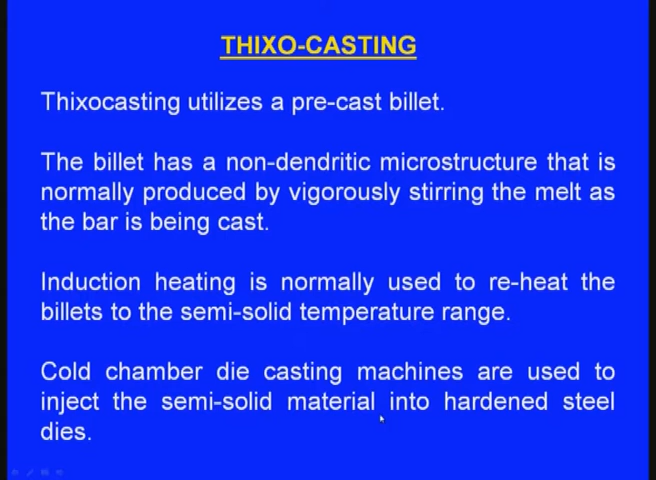 THIXO-CASTING
Thixocasting utilizes a pre-cast billet.
The billet has a non-dendritic microstructure that is
normally produced by vigorously stirring the melt as
the bar is being cast.
Induction heating is normally used to re-heat the
billets to the semi-solid temperature range.
Cold chamber die casting machines are used to
inject the semi-solid material into hardened steel
dies.